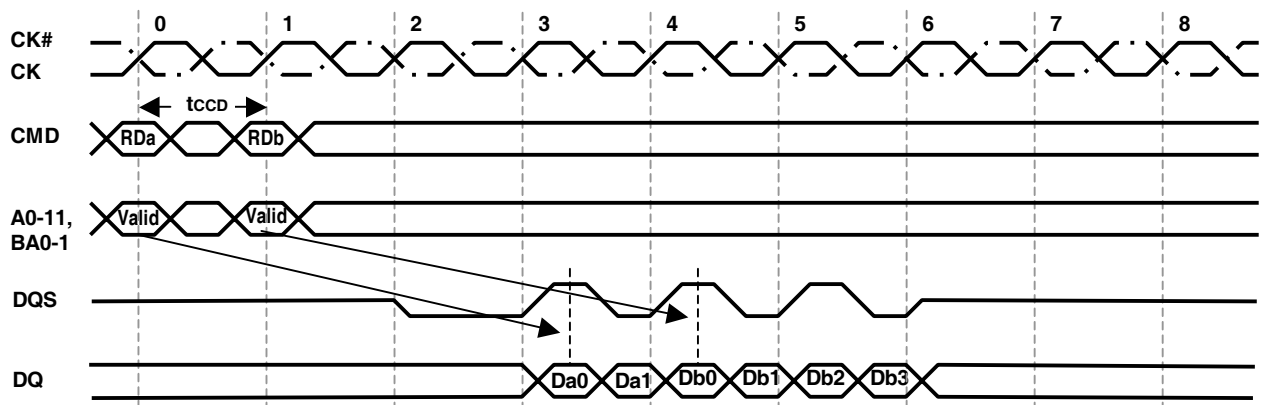 0 1 2 3 4 5 6 7 8
CK#
CK
tCCD
CMD RDa RDb
A0-11, Valid Valid
BA0-1
DQS
DQ Da0 Da1 Db0 Db1 Db2 Db3